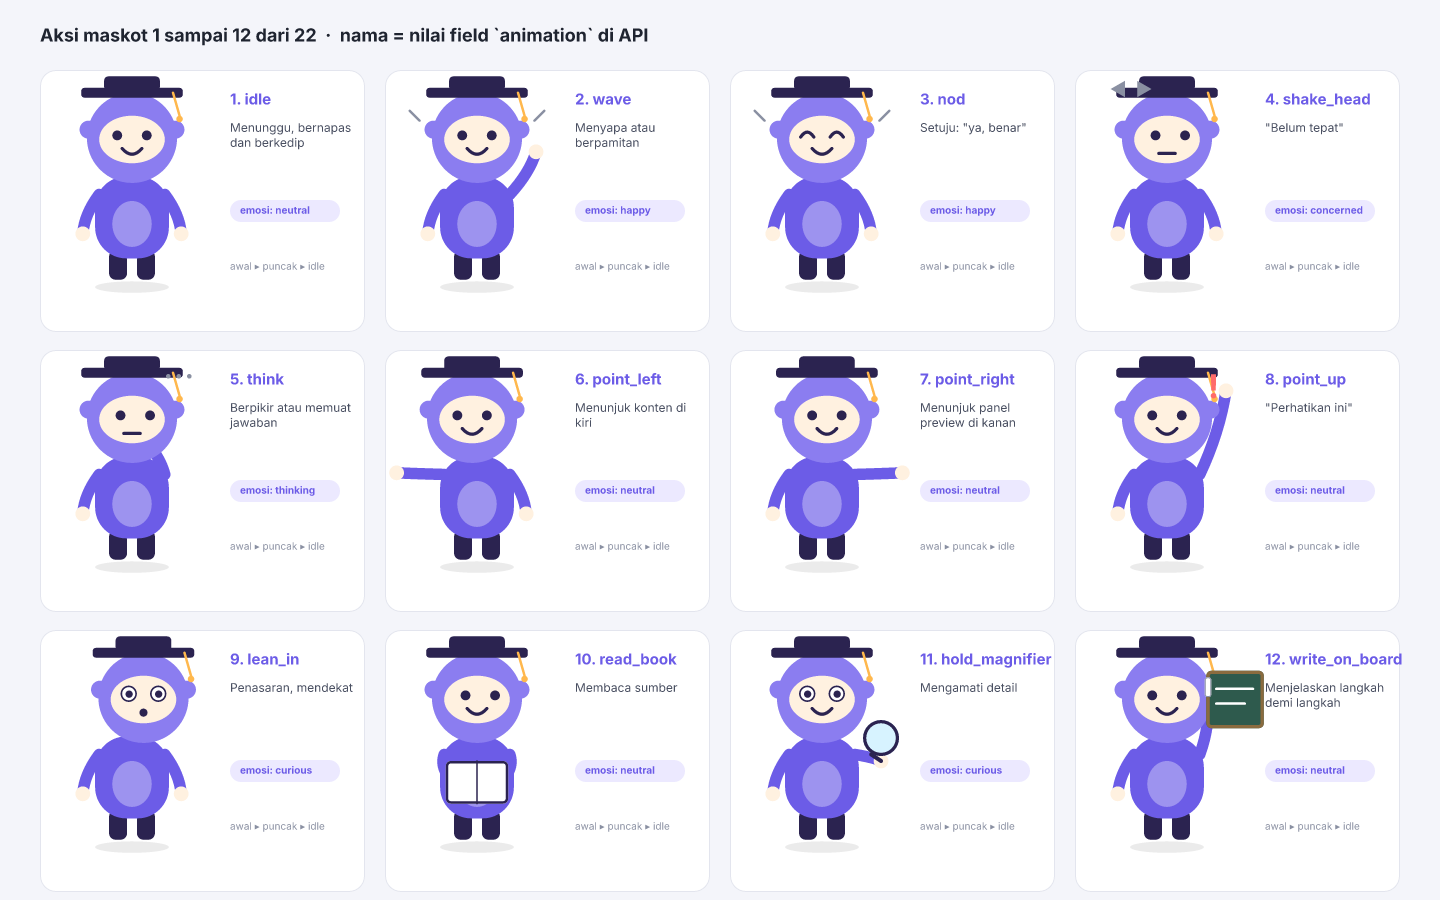 Aksi maskot 1 sampai 12 dari 22 · nama = nilai field `animation` di API
1. idle
Menunggu, bernapas
dan berkedip
emosi: neutral
awal ▸ puncak ▸ idle
2. wave
Menyapa atau
berpamitan
emosi: happy
awal ▸ puncak ▸ idle
3. nod
Setuju: "ya, benar"
emosi: happy
awal ▸ puncak ▸ idle
4. shake_head
"Belum tepat"
emosi: concerned
awal ▸ puncak ▸ idle
5. think
Berpikir atau memuat
jawaban
emosi: thinking
awal ▸ puncak ▸ idle
6. point_left
Menunjuk konten di
kiri
emosi: neutral
awal ▸ puncak ▸ idle
7. point_right
Menunjuk panel
preview di kanan
emosi: neutral
awal ▸ puncak ▸ idle
8. point_up
"Perhatikan ini"
emosi: neutral
awal ▸ puncak ▸ idle
9. lean_in
Penasaran, mendekat
emosi: curious
awal ▸ puncak ▸ idle
10. read_book
Membaca sumber
emosi: neutral
awal ▸ puncak ▸ idle
11. hold_magnifier
Mengamati detail
emosi: curious
awal ▸ puncak ▸ idle
12. write_on_board
Menjelaskan langkah
demi langkah
emosi: neutral
awal ▸ puncak ▸ idle